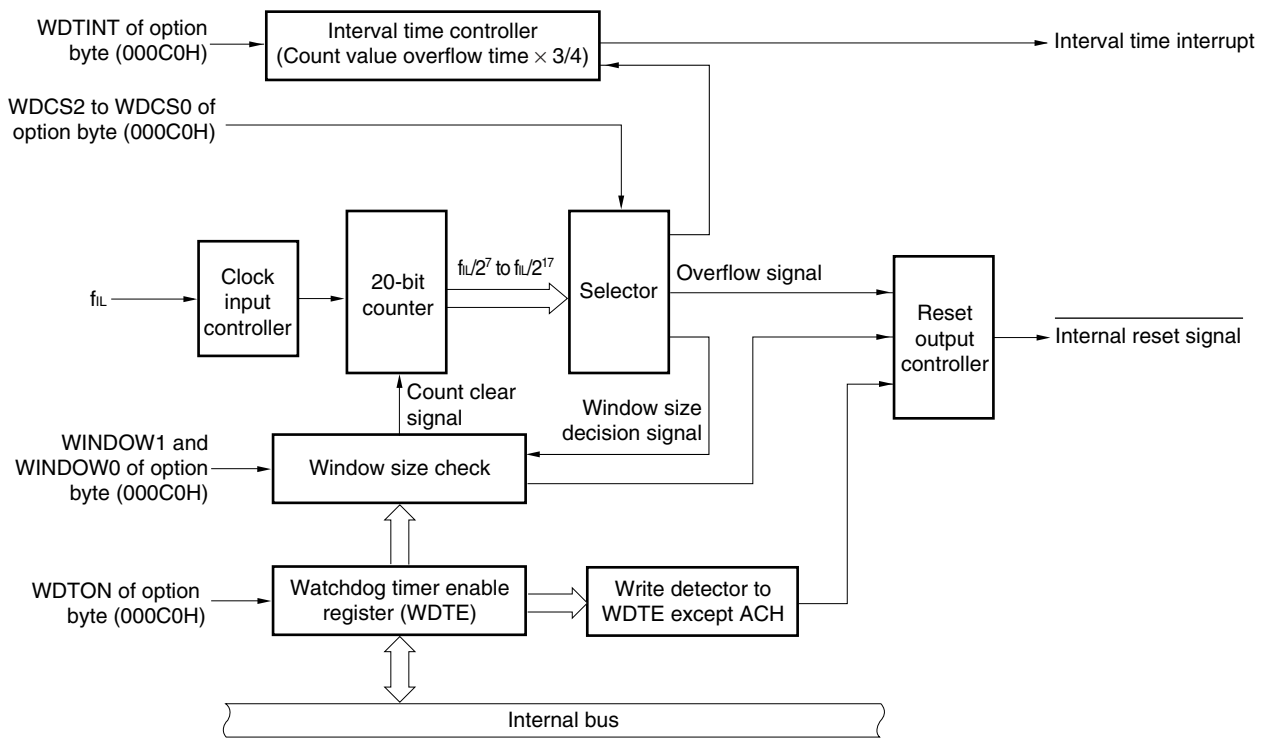 WDTINT of option
byte (000C0H)
Interval time controller
(Count value overflow time × 3/4)
Interval time interrupt
WDCS2 to WDCS0 of
option byte (000C0H)
fIL
Clock
input
controller
20-bit
counter
fIL/2⁷ to fIL/2¹⁷
Selector
Overflow signal
Reset
output
controller
Internal reset signal
Count clear
signal
Window size
decision signal
WINDOW1 and
WINDOW0 of option
byte (000C0H)
Window size check
WDTON of option
byte (000C0H)
Watchdog timer enable
register (WDTE)
Write detector to
WDTE except ACH
Internal bus